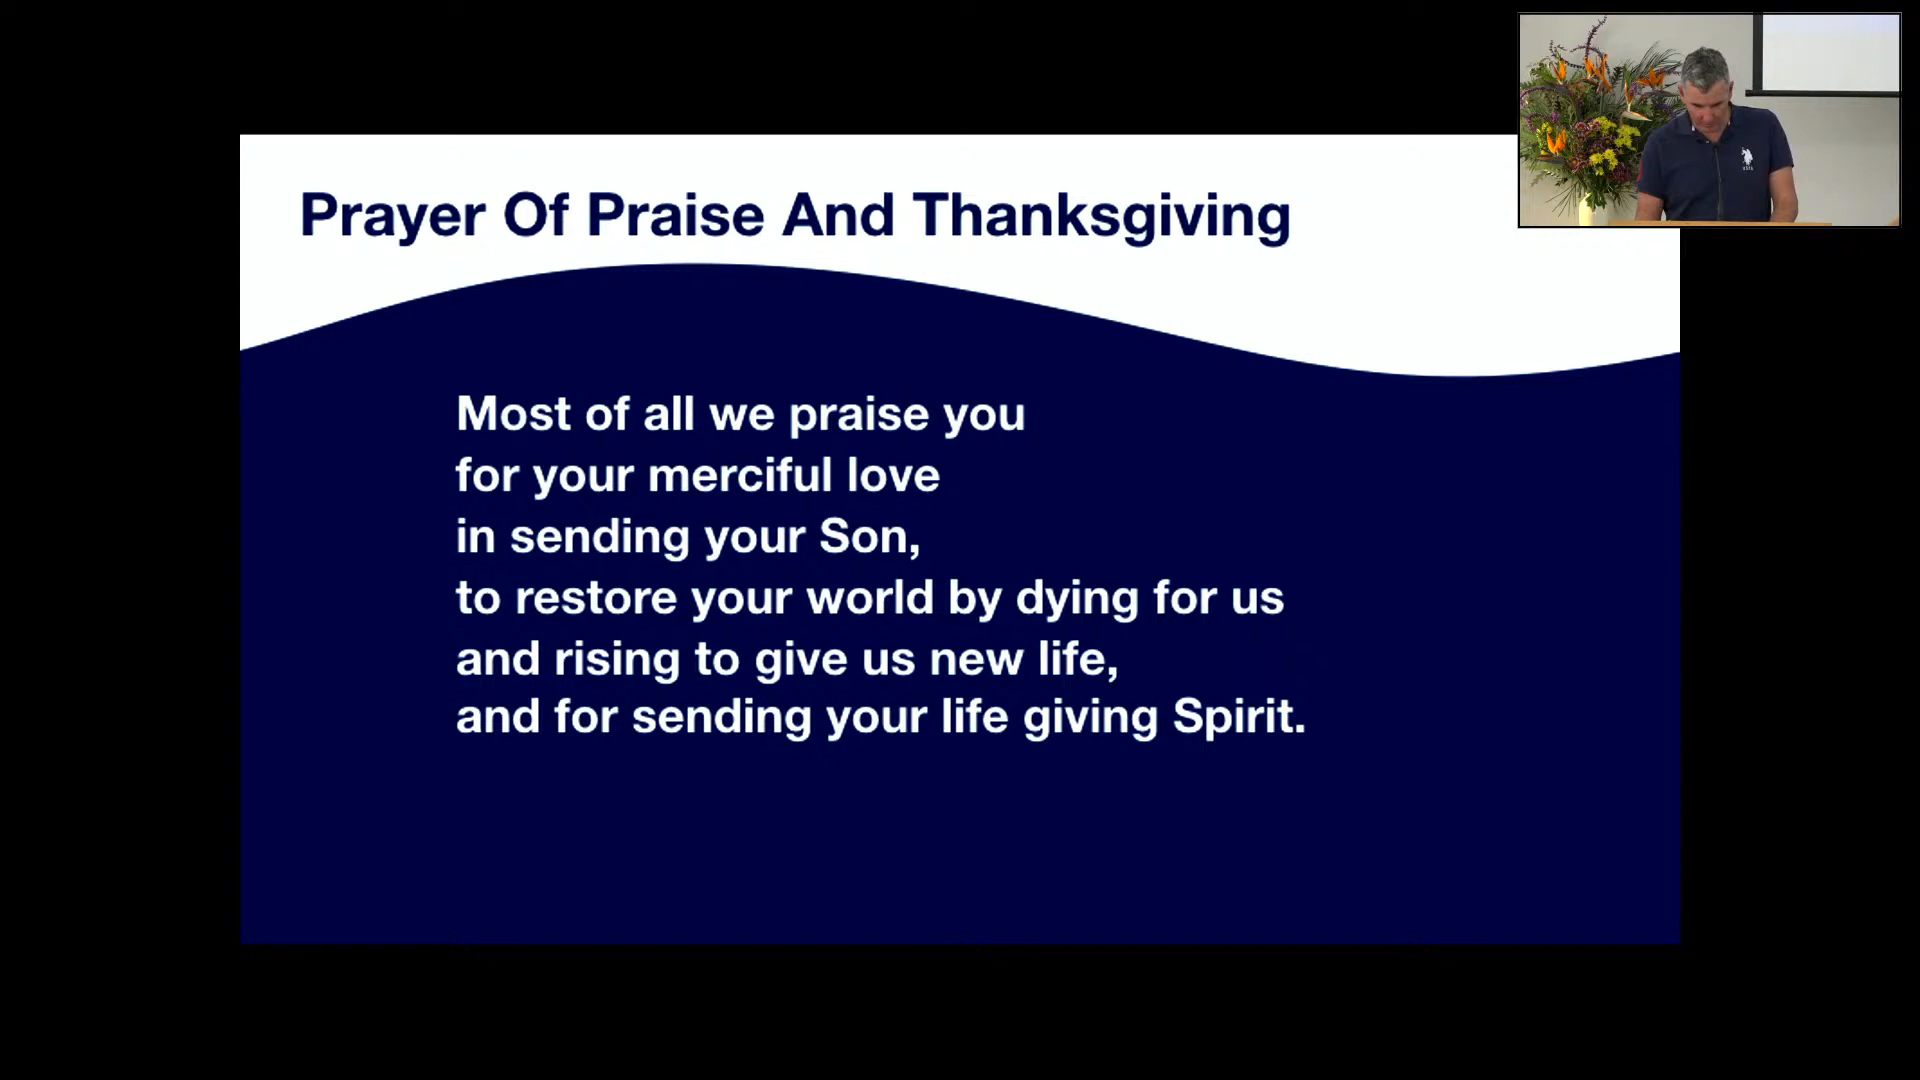 Prayer Of Praise And Thanksgiving
Most of all we praise you
for your merciful love
in sending your Son,
to restore your world by dying for us
and rising to give us new life,
and for sending your life giving Spirit.